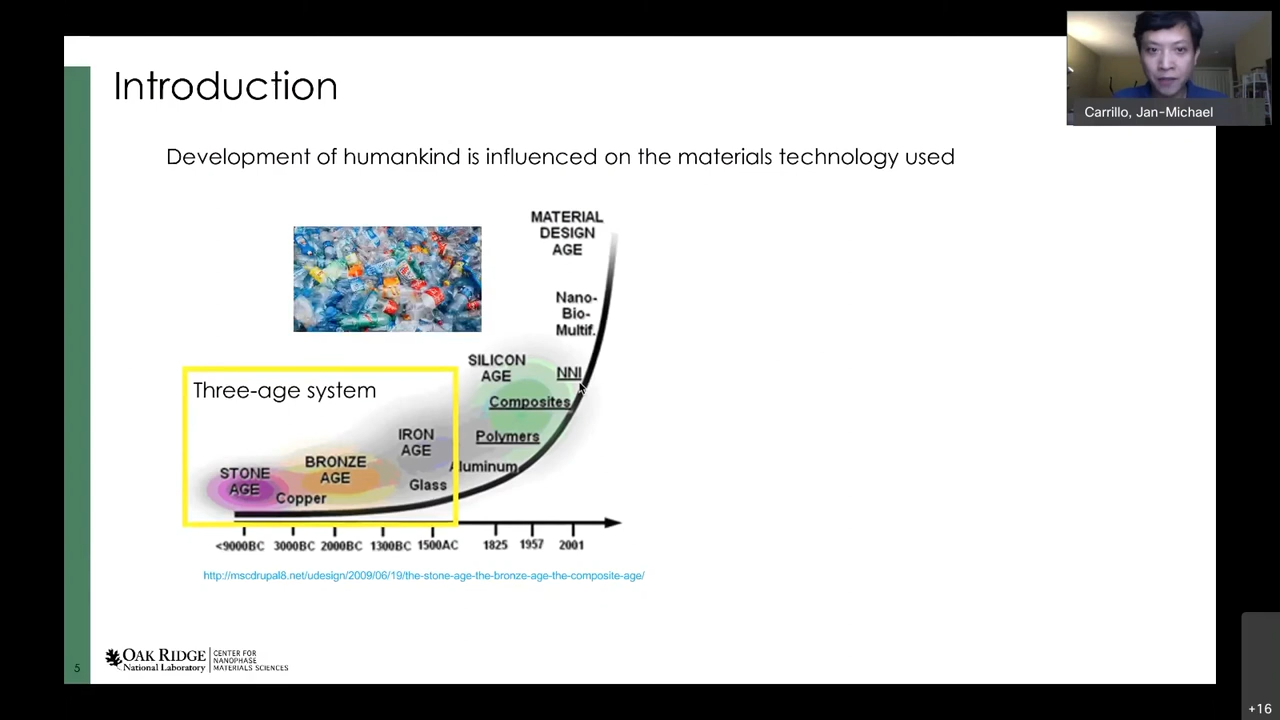 Introduction
Carrillo, Jan-Michael
Development of humankind is influenced on the materials technology used
MATERIAL
DESIGN
AGE
Nano-
Bio-
Multif.
SILICON
AGE
NNI
Composites
Three-age system
IRON
AGE
Polymers
BRONZE
AGE
Aluminum
STONE
AGE
Copper
Glass
<9000BC 3000BC 2000BC 1300BC 1500AC 1825 1957 2001
http://mscdrupal8.net/udesign/2009/06/19/the-stone-age-the-bronze-age-the-composite-age/
5
OAK RIDGE
National Laboratory
CENTER FOR
NANOPHASE
MATERIALS SCIENCES
+16